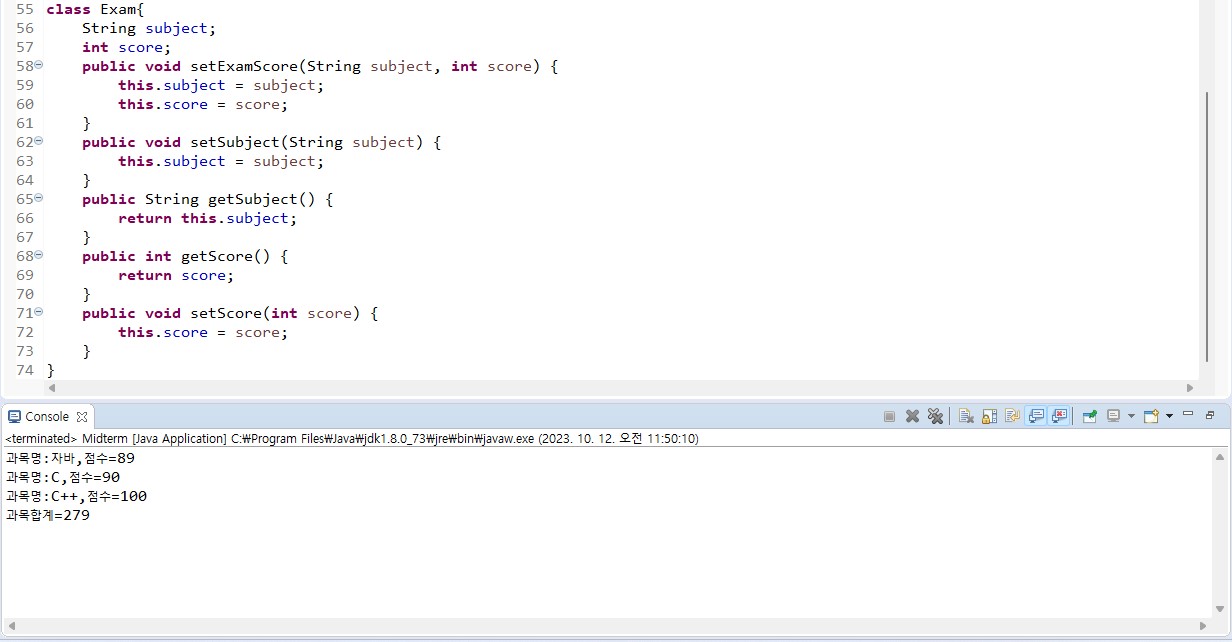 55 class Exam{
56     String subject;
57     int score;
58     public void setExamScore(String subject, int score) {
59         this.subject = subject;
60         this.score = score;
61     }
62     public void setSubject(String subject) {
63         this.subject = subject;
64     }
65     public String getSubject() {
66         return this.subject;
67     }
68     public int getScore() {
69         return score;
70     }
71     public void setScore(int score) {
72         this.score = score;
73     }
74 }
Console
<terminated> Midterm [Java Application] C:₩Program Files₩Java₩jdk1.8.0_73₩jre₩bin₩javaw.exe (2023. 10. 12. 오전 11:50:10)
과목명:자바,점수=89
과목명:C,점수=90
과목명:C++,점수=100
과목합계=279